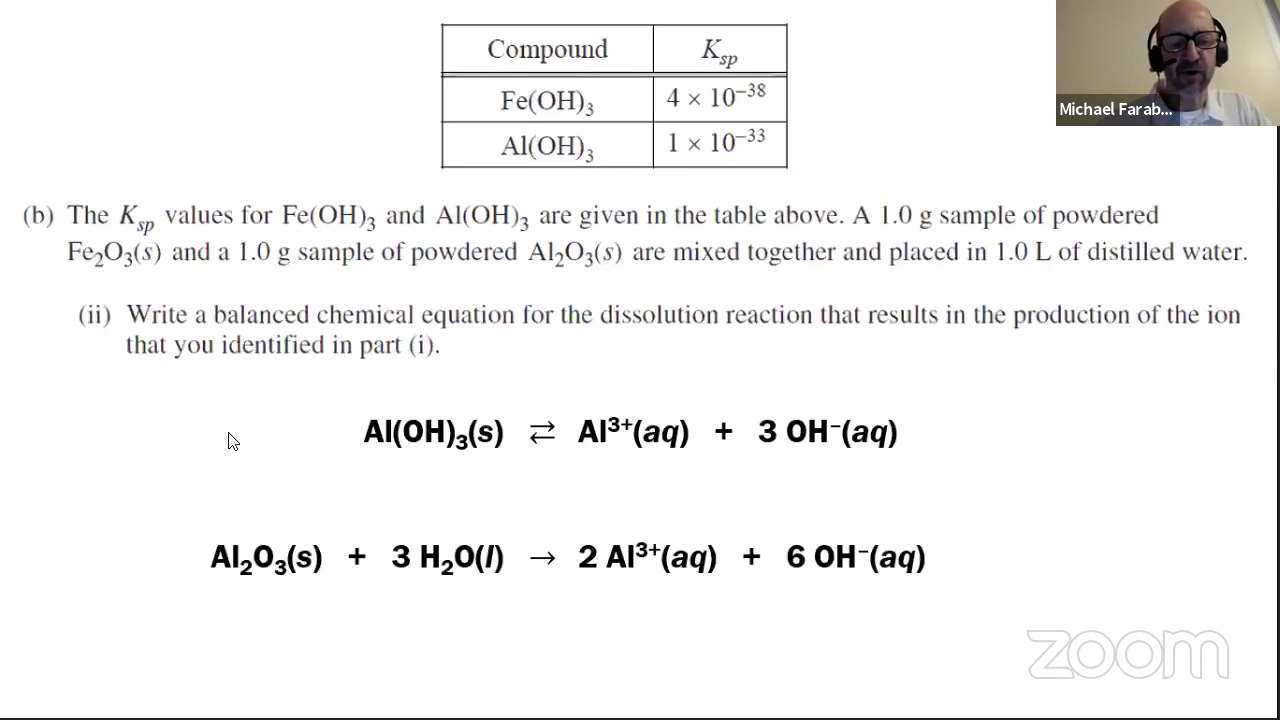 Compound K_sp
Fe(OH)₃ 4 × 10⁻³⁸
Al(OH)₃ 1 × 10⁻³³
Michael Farab...
(b) The K_sp values for Fe(OH)₃ and Al(OH)₃ are given in the table above. A 1.0 g sample of powdered
Fe₂O₃(s) and a 1.0 g sample of powdered Al₂O₃(s) are mixed together and placed in 1.0 L of distilled water.
(ii) Write a balanced chemical equation for the dissolution reaction that results in the production of the ion
that you identified in part (i).
Al(OH)₃(s) ⇄ Al³⁺(aq) + 3 OH⁻(aq)
Al₂O₃(s) + 3 H₂O(l) → 2 Al³⁺(aq) + 6 OH⁻(aq)
zoom